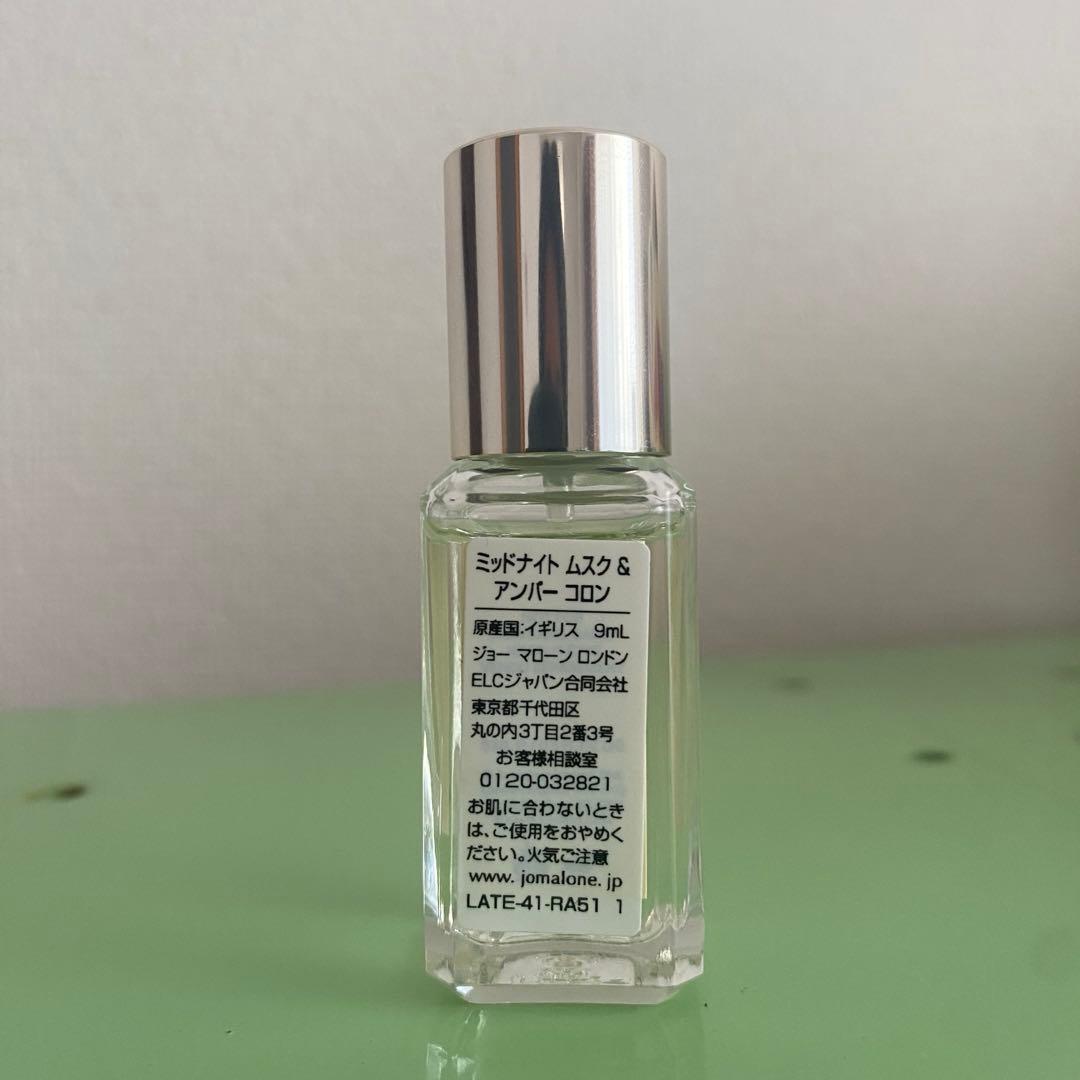 ミッドナイト ムスク &
アンバー コロン
原産国:イギリス 9mL
ジョー マローン ロンドン
ELCジャパン合同会社
東京都千代田区
丸の内3丁目2番3号
お客様相談室
0120-032821
お肌に合わないとき
は、ご使用をおやめく
ださい。火気ご注意
www. jomalone. jp
LATE-41-RA51 1